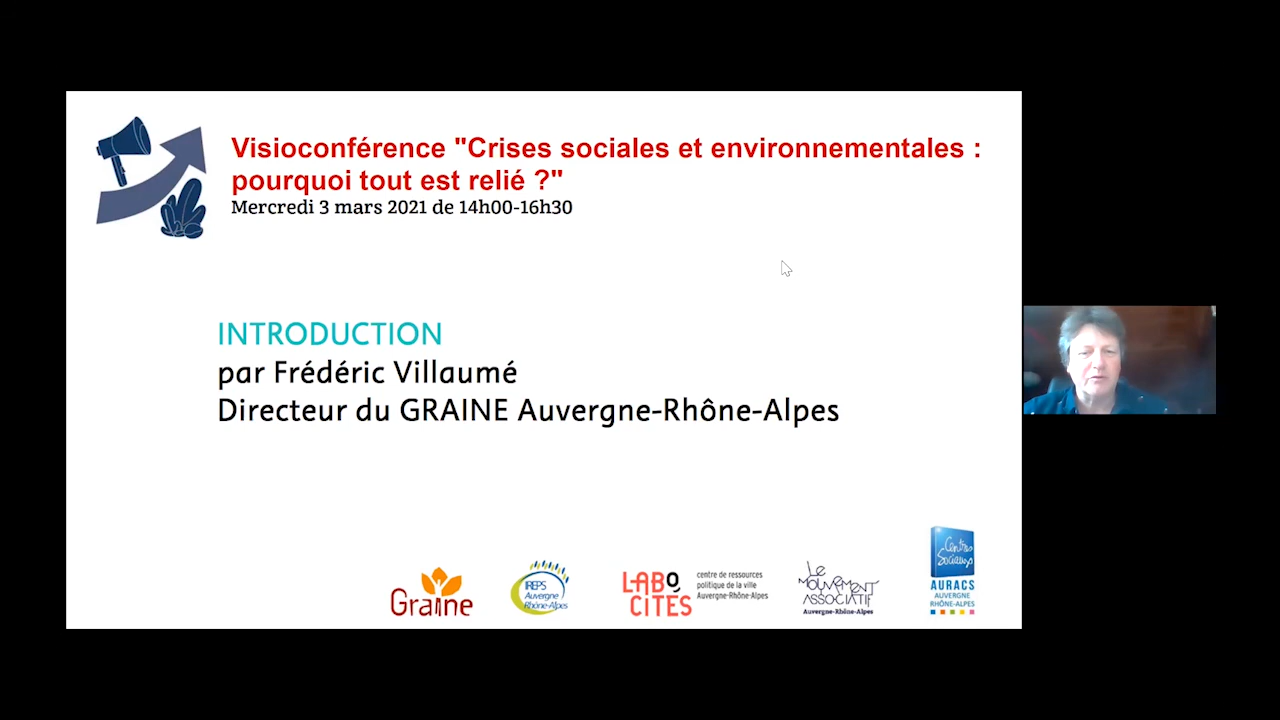 Visioconférence "Crises sociales et environnementales :
pourquoi tout est relié ?"
Mercredi 3 mars 2021 de 14h00-16h30
INTRODUCTION
par Frédéric Villaumé
Directeur du GRAINE Auvergne-Rhône-Alpes
Graine
IREPS
Auvergne
Rhône-Alpes
LABO
CITÉS
centre de ressources
politique de la ville
Auvergne-Rhône-Alpes
Le
MOUVEMENT
ASSOCIATIF
Auvergne-Rhône-Alpes
Centres
Sociaux
AURACS
AUVERGNE
RHÔNE-ALPES